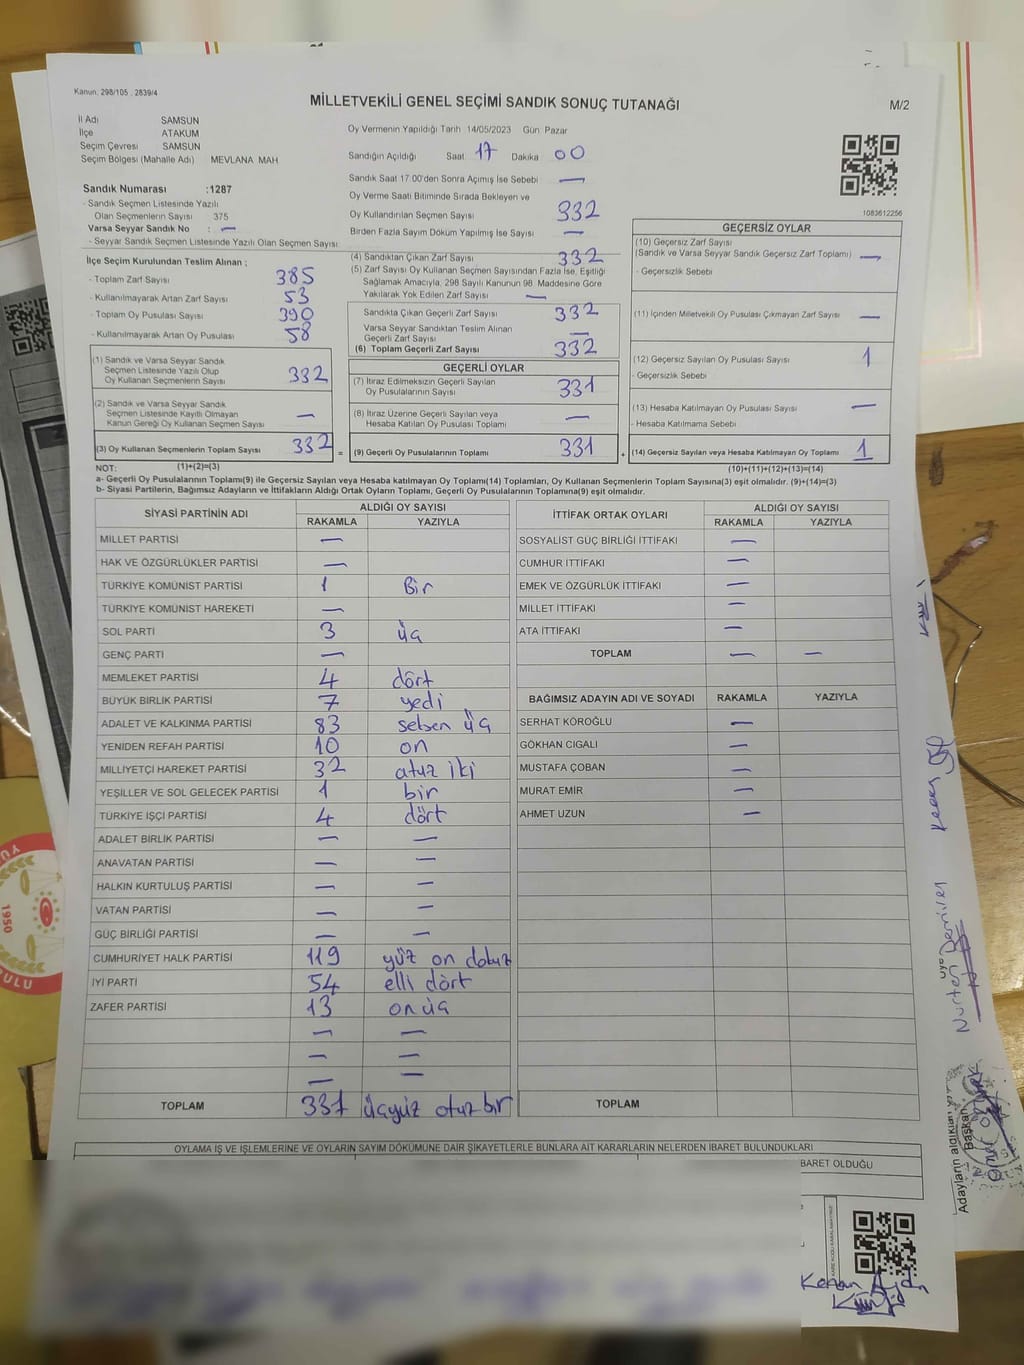 Kanun: 298/105 , 2839/4
MİLLETVEKİLİ GENEL SEÇİMİ SANDIK SONUÇ TUTANAĞI
M/2
İl Adı SAMSUN
İlçe ATAKUM
Seçim Çevresi SAMSUN
Seçim Bölgesi (Mahalle Adı) MEVLANA MAH
Sandık Numarası :1287
- Sandık Seçmen Listesinde Yazılı
Olan Seçmenlerin Sayısı 375
Varsa Seyyar Sandık No : —
- Seyyar Sandık Seçmen Listesinde Yazılı Olan Seçmen Sayısı:
İlçe Seçim Kurulundan Teslim Alınan ;
- Toplam Zarf Sayısı 385
- Kullanılmayarak Artan Zarf Sayısı 53
- Toplam Oy Pusulası Sayısı 390
- Kullanılmayarak Artan Oy Pusulası 58
(1) Sandık ve Varsa Seyyar Sandık
Seçmen Listesinde Yazılı Olup
Oy Kullanan Seçmenlerin Sayısı 332
(2) Sandık ve Varsa Seyyar Sandık
Seçmen Listesinde Kayıtlı Olmayan
Kanun Gereği Oy Kullanan Seçmen Sayısı —
(3) Oy Kullanan Seçmenlerin Toplam Sayısı 332
Oy Vermenin Yapıldığı Tarih 14/05/2023 Gün: Pazar
Sandığın Açıldığı Saat 17 Dakika 00
Sandık Saat 17:00'den Sonra Açımış İse Sebebi —
Oy Verme Saati Bitiminde Sırada Bekleyen ve
Oy Kullandırılan Seçmen Sayısı 332
Birden Fazla Sayım Döküm Yapılmış İse Sayısı —
(4) Sandıktan Çıkan Zarf Sayısı 332
(5) Zarf Sayısı Oy Kullanan Seçmen Sayısından Fazla İse, Eşitliği
Sağlamak Amacıyla, 298 Sayılı Kanunun 98. Maddesine Göre
Yakılarak Yok Edilen Zarf Sayısı —
Sandıkta Çıkan Geçerli Zarf Sayısı 332
Varsa Seyyar Sandıktan Teslim Alınan
Geçerli Zarf Sayısı —
(6) Toplam Geçerli Zarf Sayısı 332
GEÇERLİ OYLAR
(7) İtiraz Edilmeksizin Geçerli Sayılan
Oy Pusulalarının Sayısı 331
(8) İtiraz Üzerine Geçerli Sayılan veya
Hesaba Katılan Oy Pusulası Toplamı —
= (9) Geçerli Oy Pusulalarının Toplamı 331
1083612256
GEÇERSİZ OYLAR
(10) Geçersiz Zarf Sayısı
(Sandık ve Varsa Seyyar Sandık Geçersiz Zarf Toplamı) —
- Geçersizlik Sebebi
(11) İçinden Milletvekili Oy Pusulası Çıkmayan Zarf Sayısı —
(12) Geçersiz Sayılan Oy Pusulası Sayısı 1
- Geçersizlik Sebebi
(13) Hesaba Katılmayan Oy Pusulası Sayısı —
- Hesaba Katılmama Sebebi
+ (14) Geçersiz Sayılan veya Hesaba Katılmayan Oy Toplamı 1
NOT: (1)+(2)=(3) (10)+(11)+(12)+(13)=(14)
a- Geçerli Oy Pusulalarının Toplamı(9) ile Geçersiz Sayılan veya Hesaba katılmayan Oy Toplamı(14) Toplamları, Oy Kullanan Seçmenlerin Toplam Sayısına(3) eşit olmalıdır. (9)+(14)=(3)
b- Siyasi Partilerin, Bağımsız Adayların ve İttifakların Aldığı Ortak Oyların Toplamı, Geçerli Oy Pusulalarının Toplamına(9) eşit olmalıdır.
SİYASİ PARTİNİN ADI ALDIĞI OY SAYISI
RAKAMLA YAZIYLA
MİLLET PARTİSİ —
HAK VE ÖZGÜRLÜKLER PARTİSİ —
TÜRKİYE KOMÜNİST PARTİSİ 1 Bir
TÜRKİYE KOMÜNİST HAREKETİ —
SOL PARTİ 3 üç
GENÇ PARTİ —
MEMLEKET PARTİSİ 4 dört
BÜYÜK BİRLİK PARTİSİ 7 yedi
ADALET VE KALKINMA PARTİSİ 83 seksen üç
YENİDEN REFAH PARTİSİ 10 on
MİLLİYETÇİ HAREKET PARTİSİ 32 otuz iki
YEŞİLLER VE SOL GELECEK PARTİSİ 1 bir
TÜRKİYE İŞÇİ PARTİSİ 4 dört
ADALET BİRLİK PARTİSİ — —
ANAVATAN PARTİSİ — —
HALKIN KURTULUŞ PARTİSİ — —
VATAN PARTİSİ — —
GÜÇ BİRLİĞİ PARTİSİ — —
CUMHURİYET HALK PARTİSİ 119 yüz on dokuz
İYİ PARTİ 54 elli dört
ZAFER PARTİSİ 13 on üç
— —
— —
— —
TOPLAM 331 üçyüz otuz bir
İTTİFAK ORTAK OYLARI ALDIĞI OY SAYISI
RAKAMLA YAZIYLA
SOSYALİST GÜÇ BİRLİĞİ İTTİFAKI —
CUMHUR İTTİFAKI —
EMEK VE ÖZGÜRLÜK İTTİFAKI —
MİLLET İTTİFAKI —
ATA İTTİFAKI —
TOPLAM — —
BAĞIMSIZ ADAYIN ADI VE SOYADI RAKAMLA YAZIYLA
SERHAT KÖROĞLU —
GÖKHAN CIGALI —
MUSTAFA ÇOBAN —
MURAT EMİR —
AHMET UZUN —
TOPLAM
OYLAMA İŞ VE İŞLEMLERİNE VE OYLARIN SAYIM DÖKÜMÜNE DAİR ŞİKAYETLERLE BUNLARA AİT KARARLARIN NELERDEN İBARET BULUNDUKLARI
BARET OLDUĞU
Kenan Aydın
Üye
Nurten
Adayların aldıkları
Başkan
Ömer
1950